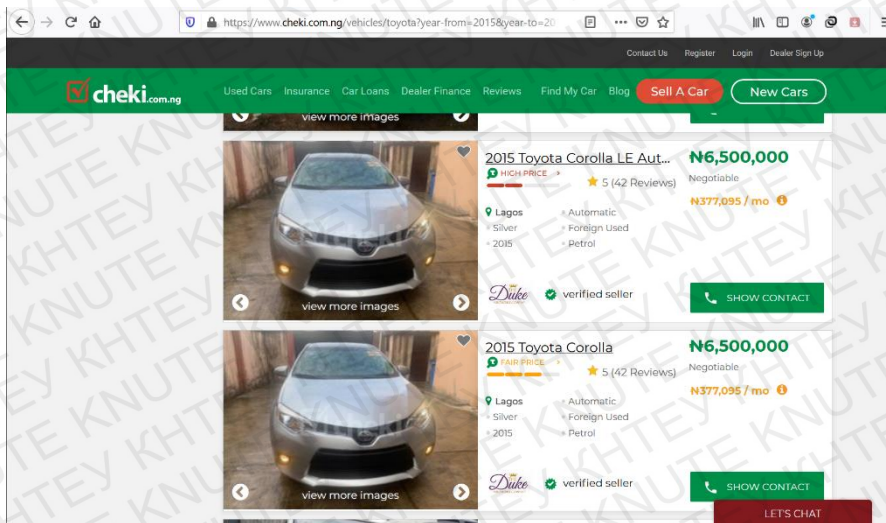 https://www.cheki.com.ng/vehicles/toyota?year-from=2015&year-to=20
Contact Us Register Login Dealer Sign Up
cheki.com.ng Used Cars Insurance Car Loans Dealer Finance Reviews Find My Car Blog Sell A Car New Cars
view more images
2015 Toyota Corolla LE Aut... ₦6,500,000
HIGH PRICE > 5 (42 Reviews) Negotiable
₦377,095 / mo
Lagos Automatic
Silver Foreign Used
2015 Petrol
Duke verified seller SHOW CONTACT
view more images
2015 Toyota Corolla ₦6,500,000
FAIR PRICE > 5 (42 Reviews) Negotiable
₦377,095 / mo
Lagos Automatic
Silver Foreign Used
2015 Petrol
Duke verified seller SHOW CONTACT
view more images
LET'S CHAT
KHTEY KNUTE